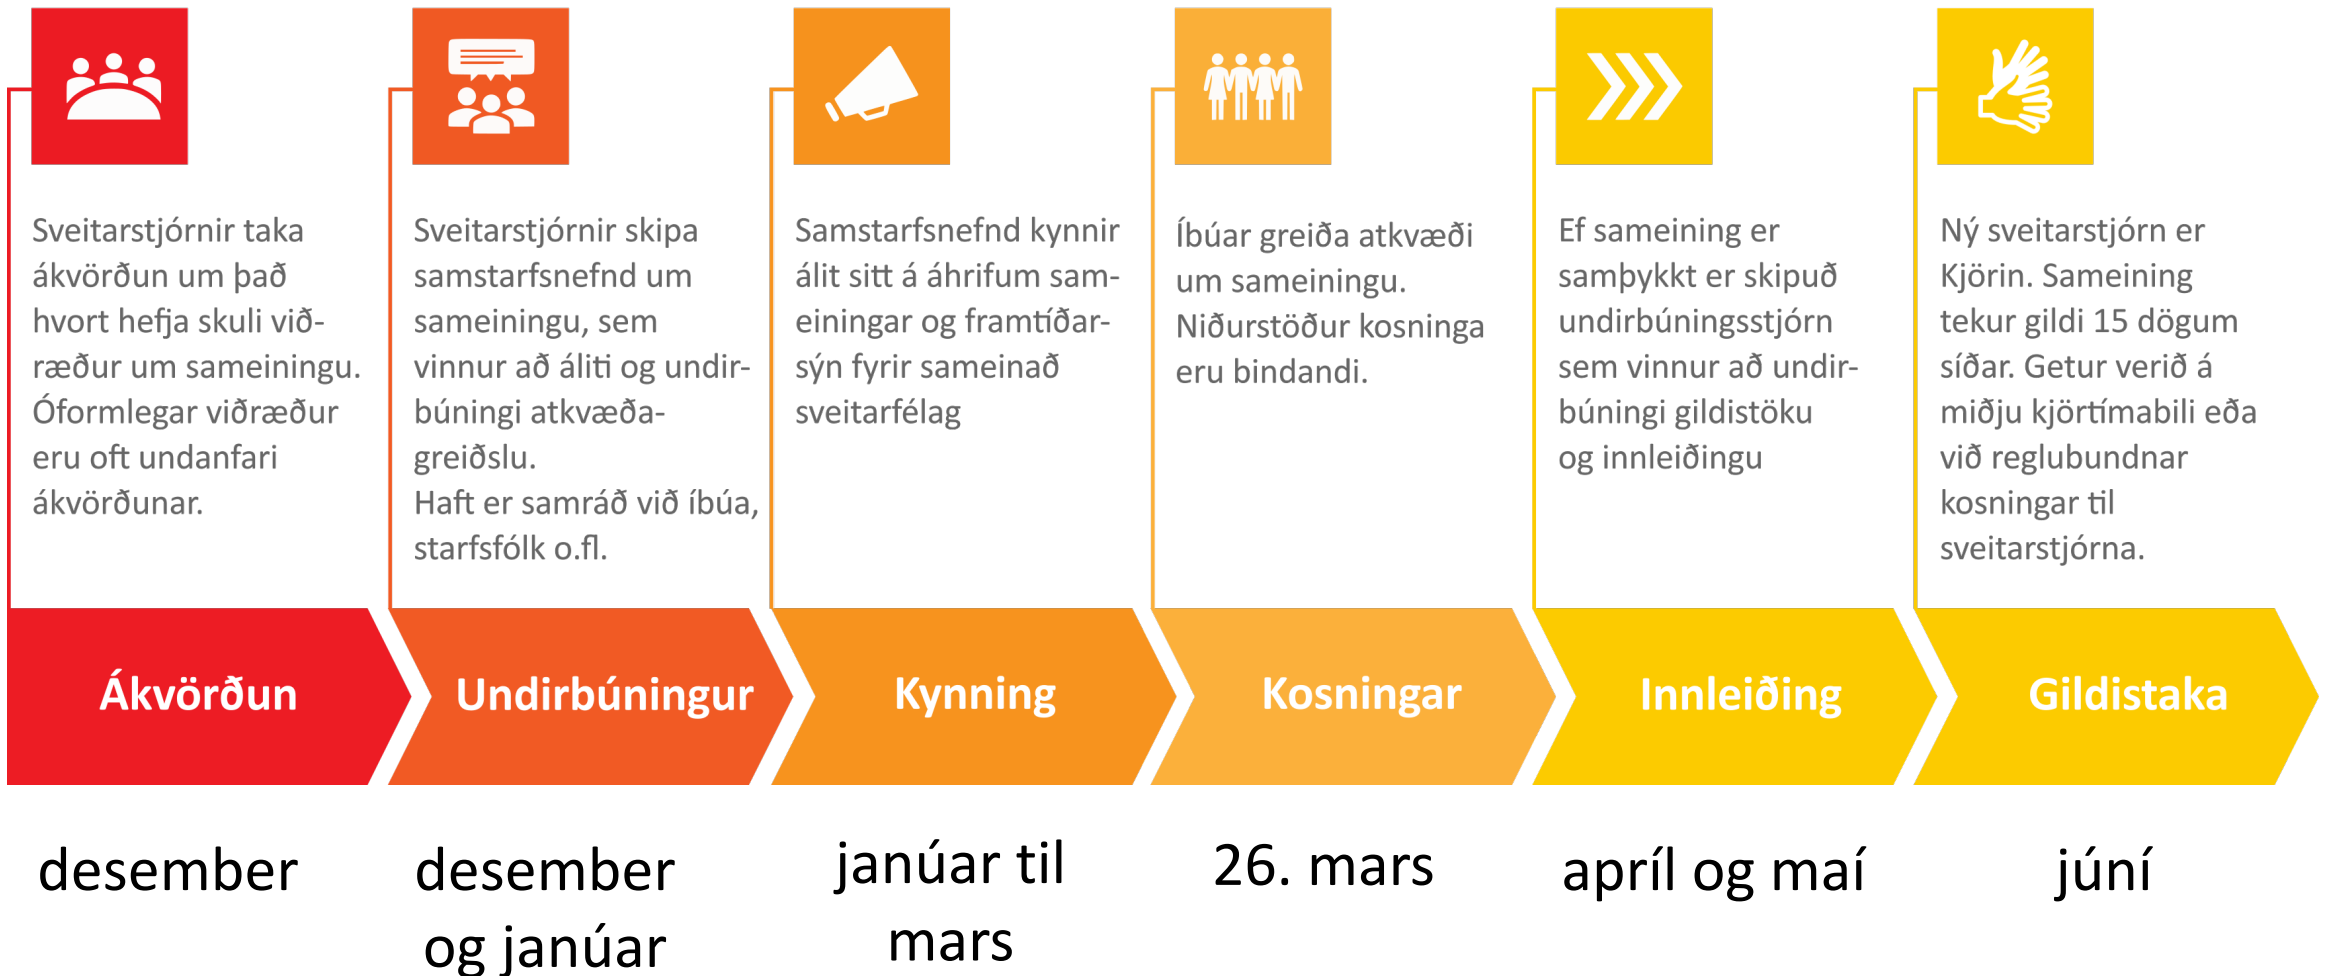 Sveitarstjórnir taka
ákvörðun um það
hvort hefja skuli við-
ræður um sameiningu.
Óformlegar viðræður
eru oft undanfari
ákvörðunar.
Sveitarstjórnir skipa
samstarfsnefnd um
sameiningu, sem
vinnur að áliti og undir-
búningi atkvæða-
greiðslu.
Haft er samráð við íbúa,
starfsfólk o.fl.
Samstarfsnefnd kynnir
álit sitt á áhrifum sam-
einingar og framtíðar-
sýn fyrir sameinað
sveitarfélag
Íbúar greiða atkvæði
um sameiningu.
Niðurstöður kosninga
eru bindandi.
Ef sameining er
samþykkt er skipuð
undirbúningsstjórn
sem vinnur að undir-
búningi gildistöku
og innleiðingu
Ný sveitarstjórn er
Kjörin. Sameining
tekur gildi 15 dögum
síðar. Getur verið á
miðju kjörtímabili eða
við reglubundnar
kosningar til
sveitarstjórna.
Ákvörðun
Undirbúningur
Kynning
Kosningar
Innleiðing
Gildistaka
desember
desember
og janúar
janúar til
mars
26. mars
apríl og maí
júní